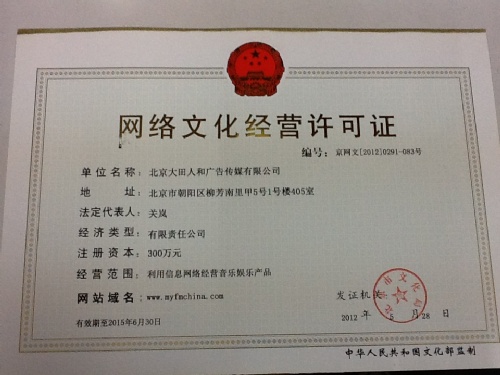 网络文化经营许可证
编号：京网文[2012]0291-083号
单位名称：北京大田人和广告传媒有限公司
地 址：北京市朝阳区柳芳南里甲5号1号楼405室
法定代表人：关岚
经济类型：有限责任公司
注册资本：300万元
经营范围：利用信息网络经营音乐娱乐产品
网站域名：www.myfmchina.com
北京市文化局
发证机关
有效期至2015年6月30日
2012 年 月 28 日
中华人民共和国文化部监制